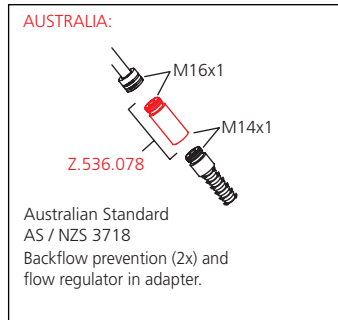 AUSTRALIA:
M16x1
M14x1
Z.536.078
Australian Standard
AS / NZS 3718
Backflow prevention (2x) and
flow regulator in adapter.